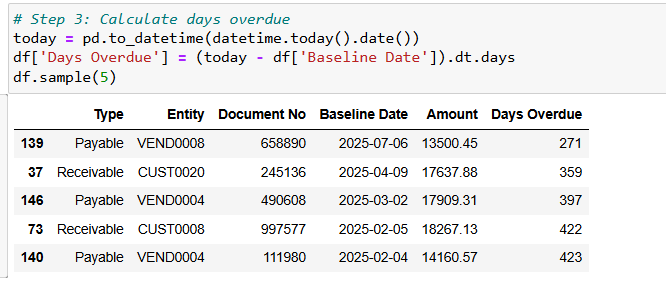 # Step 3: Calculate days overdue
today = pd.to_datetime(datetime.today().date())
df['Days Overdue'] = (today - df['Baseline Date']).dt.days
df.sample(5)
Type Entity Document No Baseline Date Amount Days Overdue
139 Payable VEND0008 658890 2025-07-06 13500.45 271
37 Receivable CUST0020 245136 2025-04-09 17637.88 359
146 Payable VEND0004 490608 2025-03-02 17909.31 397
73 Receivable CUST0008 997577 2025-02-05 18267.13 422
140 Payable VEND0004 111980 2025-02-04 14160.57 423